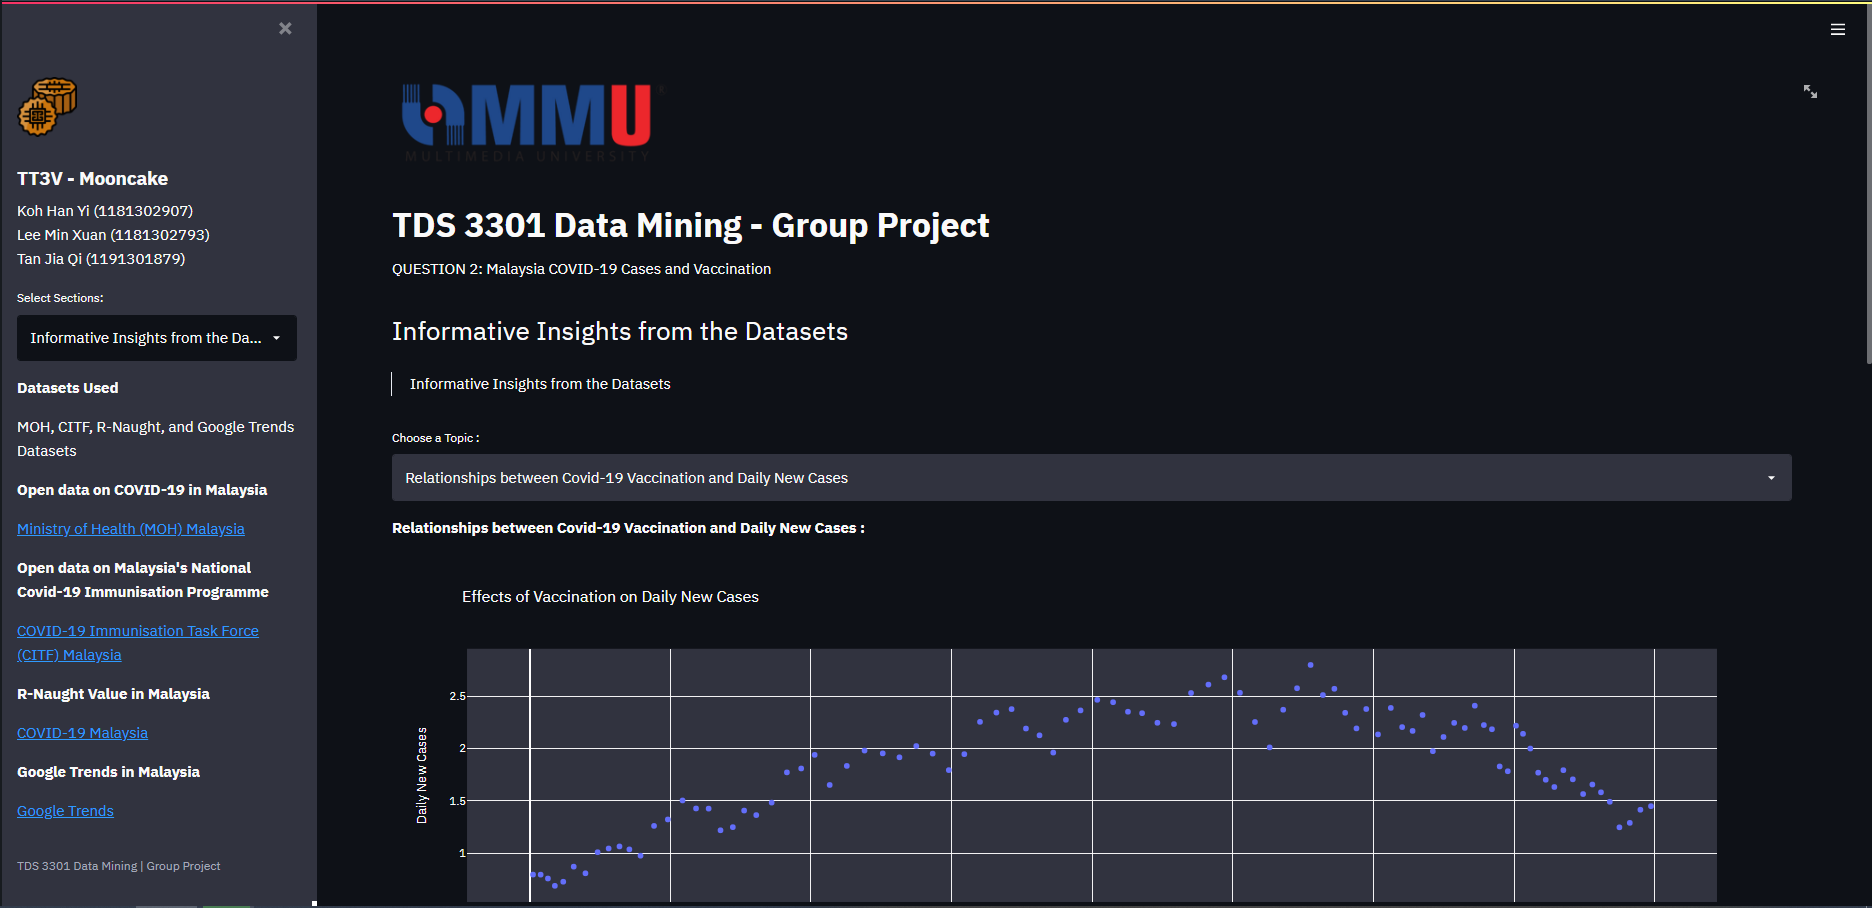 TT3V - Mooncake
Koh Han Yi (1181302907)
Lee Min Xuan (1181302793)
Tan Jia Qi (1191301879)
Select Sections:
Informative Insights from the Da...
Datasets Used
MOH, CITF, R-Naught, and Google Trends
Datasets
Open data on COVID-19 in Malaysia
Ministry of Health (MOH) Malaysia
Open data on Malaysia's National
Covid-19 Immunisation Programme
COVID-19 Immunisation Task Force
(CITF) Malaysia
R-Naught Value in Malaysia
COVID-19 Malaysia
Google Trends in Malaysia
Google Trends
TDS 3301 Data Mining | Group Project
MMU
MULTIMEDIA UNIVERSITY
TDS 3301 Data Mining - Group Project
QUESTION 2: Malaysia COVID-19 Cases and Vaccination
Informative Insights from the Datasets
Informative Insights from the Datasets
Choose a Topic :
Relationships between Covid-19 Vaccination and Daily New Cases
Relationships between Covid-19 Vaccination and Daily New Cases :
Effects of Vaccination on Daily New Cases
Daily New Cases
2.5
2
1.5
1